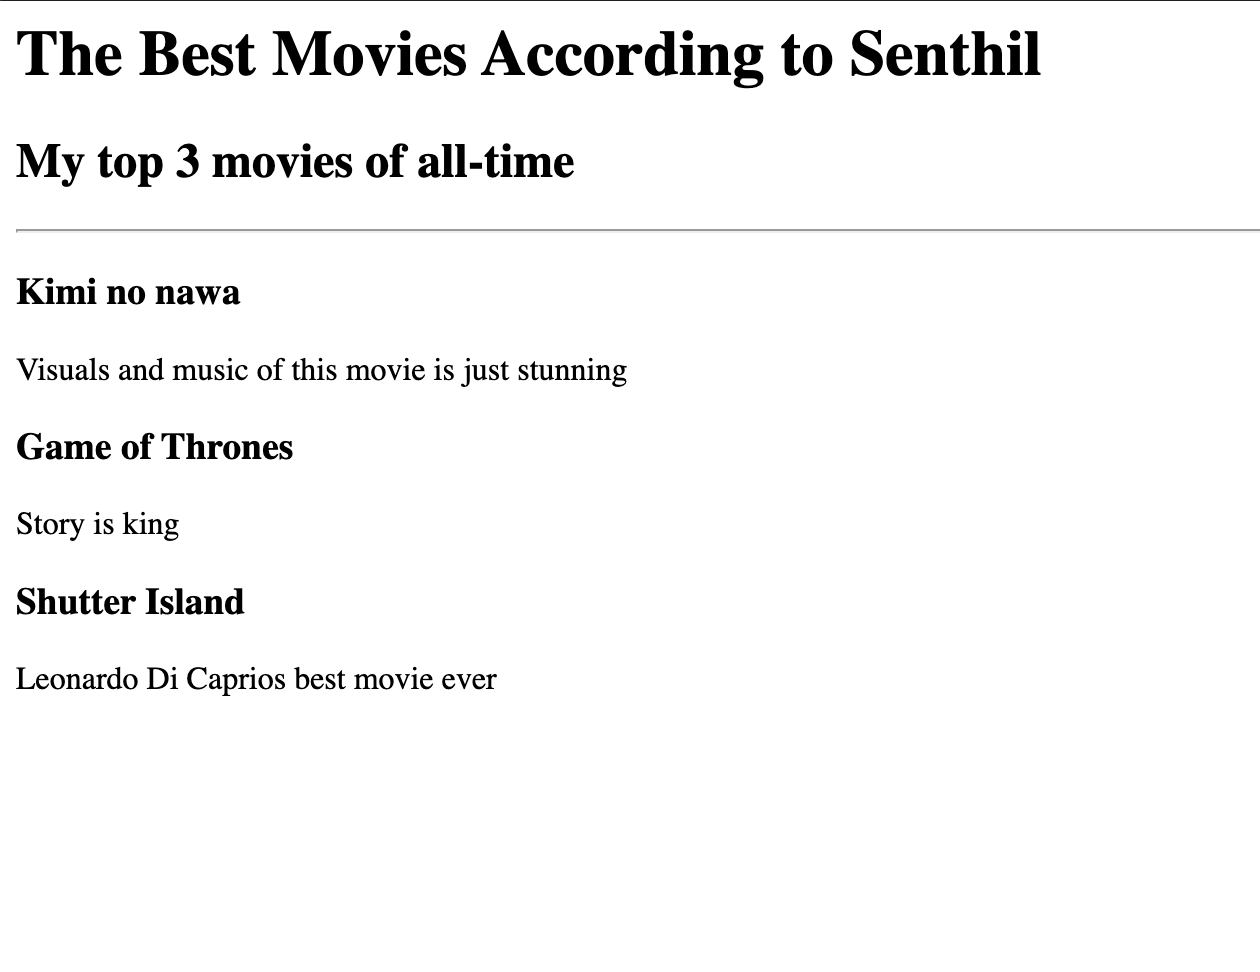 The Best Movies According to Senthil
My top 3 movies of all-time
Kimi no nawa
Visuals and music of this movie is just stunning
Game of Thrones
Story is king
Shutter Island
Leonardo Di Caprios best movie ever